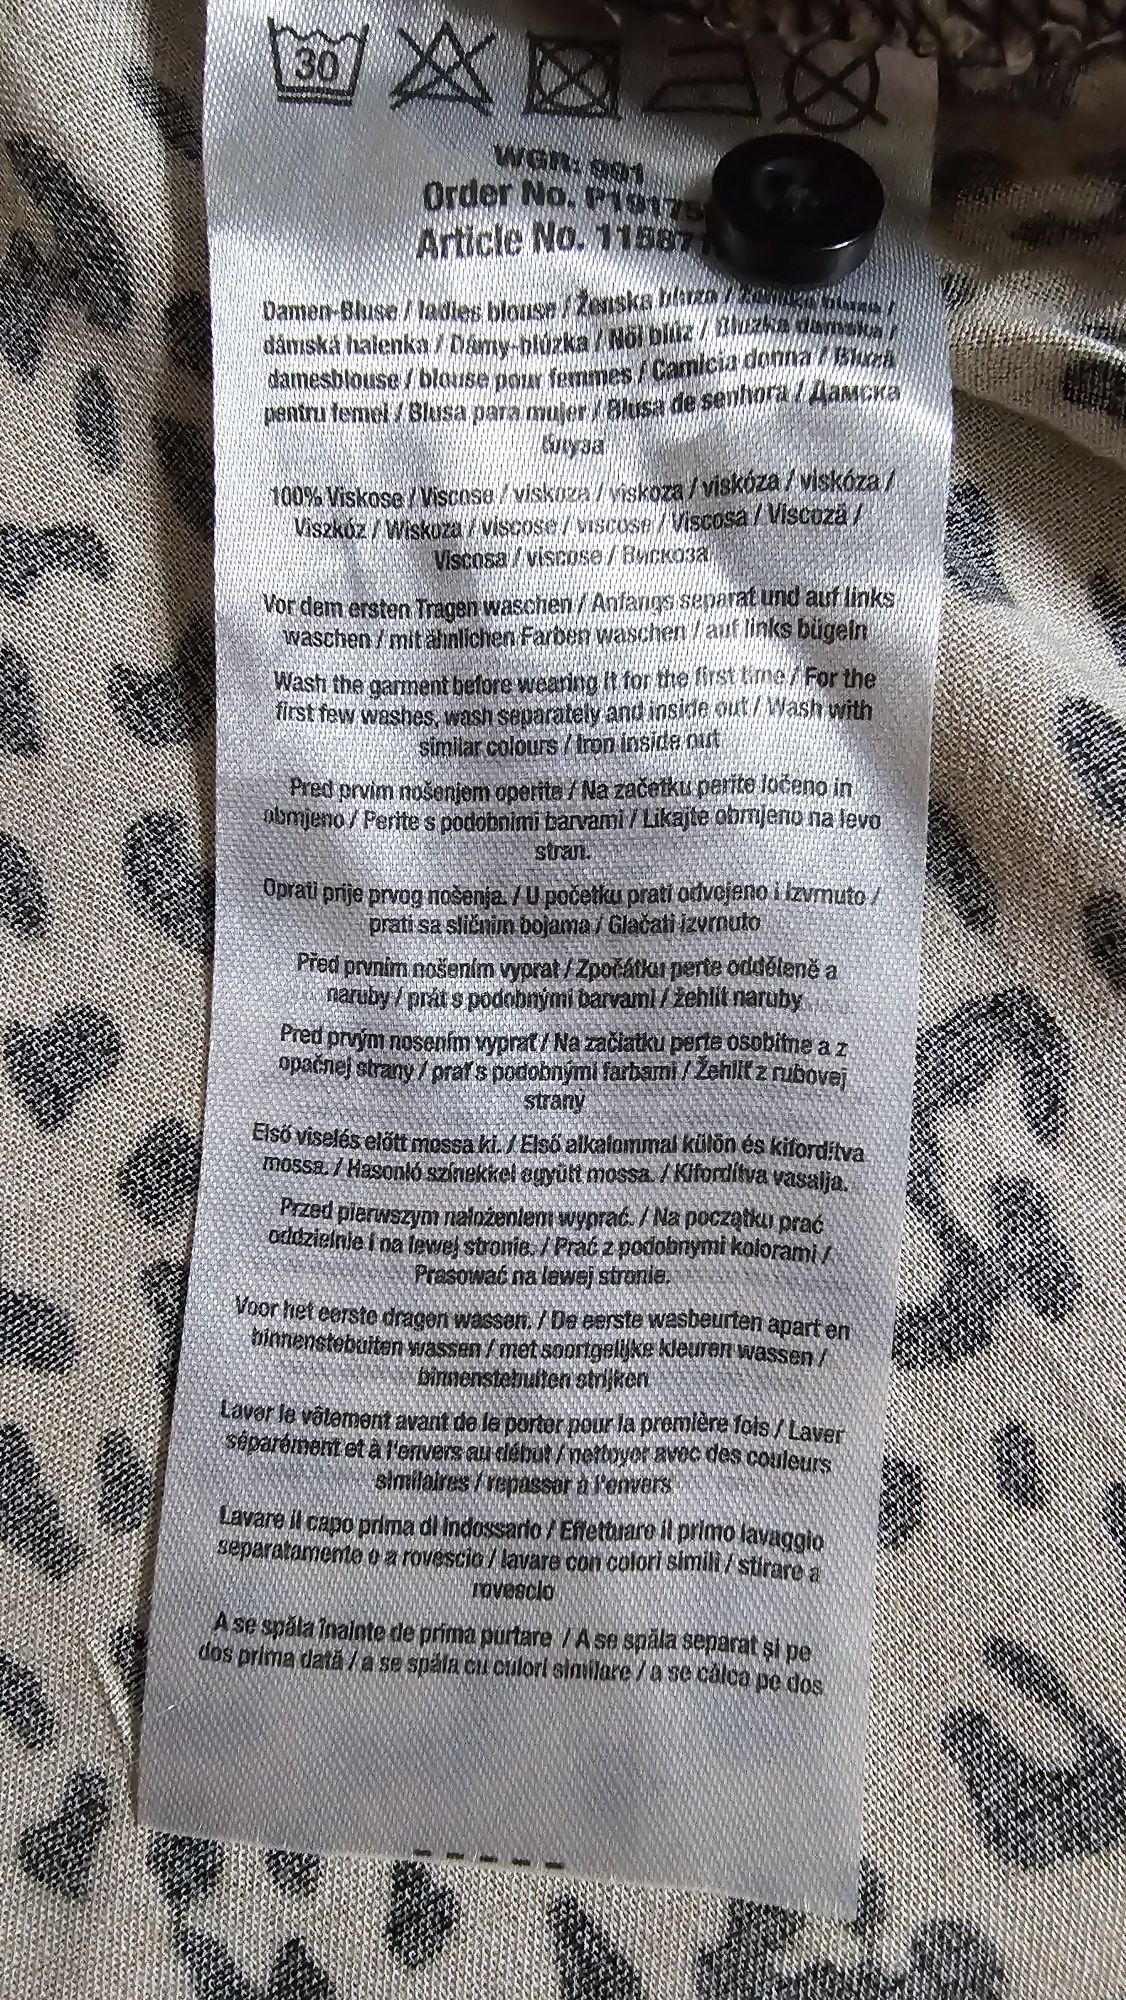 30
WGR: 991
Order No. P19175
Article No. 11587
Damen-Bluse / ladies blouse / Ženska bluza / Ženska bluza /
dámská halenka / Dámy-blúzka / Női blúz / Bluzka damska /
damesblouse / blouse pour femmes / Camicia donna / Bluză
pentru femei / Blusa para mujer / Blusa de senhora / Дамска
блуза
100% Viskose / Viscose / viskoza / viskoza / viskóza / viskóza /
Viszkóz / Wiskoza / viscose / viscose / Viscosa / Viscoză /
Viscosa / viscose / Вискоза
Vor dem ersten Tragen waschen / Anfangs separat und auf links
waschen / mit ähnlichen Farben waschen / auf links bügeln
Wash the garment before wearing it for the first time / For the
first few washes, wash separately and inside out / Wash with
similar colours / Iron inside out
Pred prvim nošenjem operite / Na začetku perite ločeno in
obrnjeno / Perite s podobnimi barvami / Likajte obrnjeno na levo
stran.
Oprati prije prvog nošenja. / U početku prati odvojeno i izvrnuto /
prati sa sličnim bojama / Glačati izvrnuto
Před prvním nošením vyprat / Zpočátku perte odděleně a
naruby / prát s podobnými barvami / žehlit naruby
Pred prvým nosením vyprať / Na začiatku perte osobitne a z
opačnej strany / prať s podobnými farbami / Žehliť z rubovej
strany
Első viselés előtt mossa ki. / Első alkalommal külön és kifordítva
mossa. / Hasonló színekkel együtt mossa. / Kifordítva vasalja.
Przed pierwszym nałożeniem wyprać. / Na początku prać
oddzielnie i na lewej stronie. / Prać z podobnymi kolorami /
Prasować na lewej stronie.
Voor het eerste dragen wassen. / De eerste wasbeurten apart en
binnenstebuiten wassen / met soortgelijke kleuren wassen /
binnenstebuiten strijken
Laver le vêtement avant de le porter pour la première fois / Laver
séparément et à l'envers au début / nettoyer avec des couleurs
similaires / repasser à l'envers
Lavare il capo prima di indossarlo / Effettuare il primo lavaggio
separatamente o a rovescio / lavare con colori simili / stirare a
rovescio
A se spăla înainte de prima purtare / A se spăla separat și pe
dos prima dată / a se spăla cu culori similare / a se călca pe dos